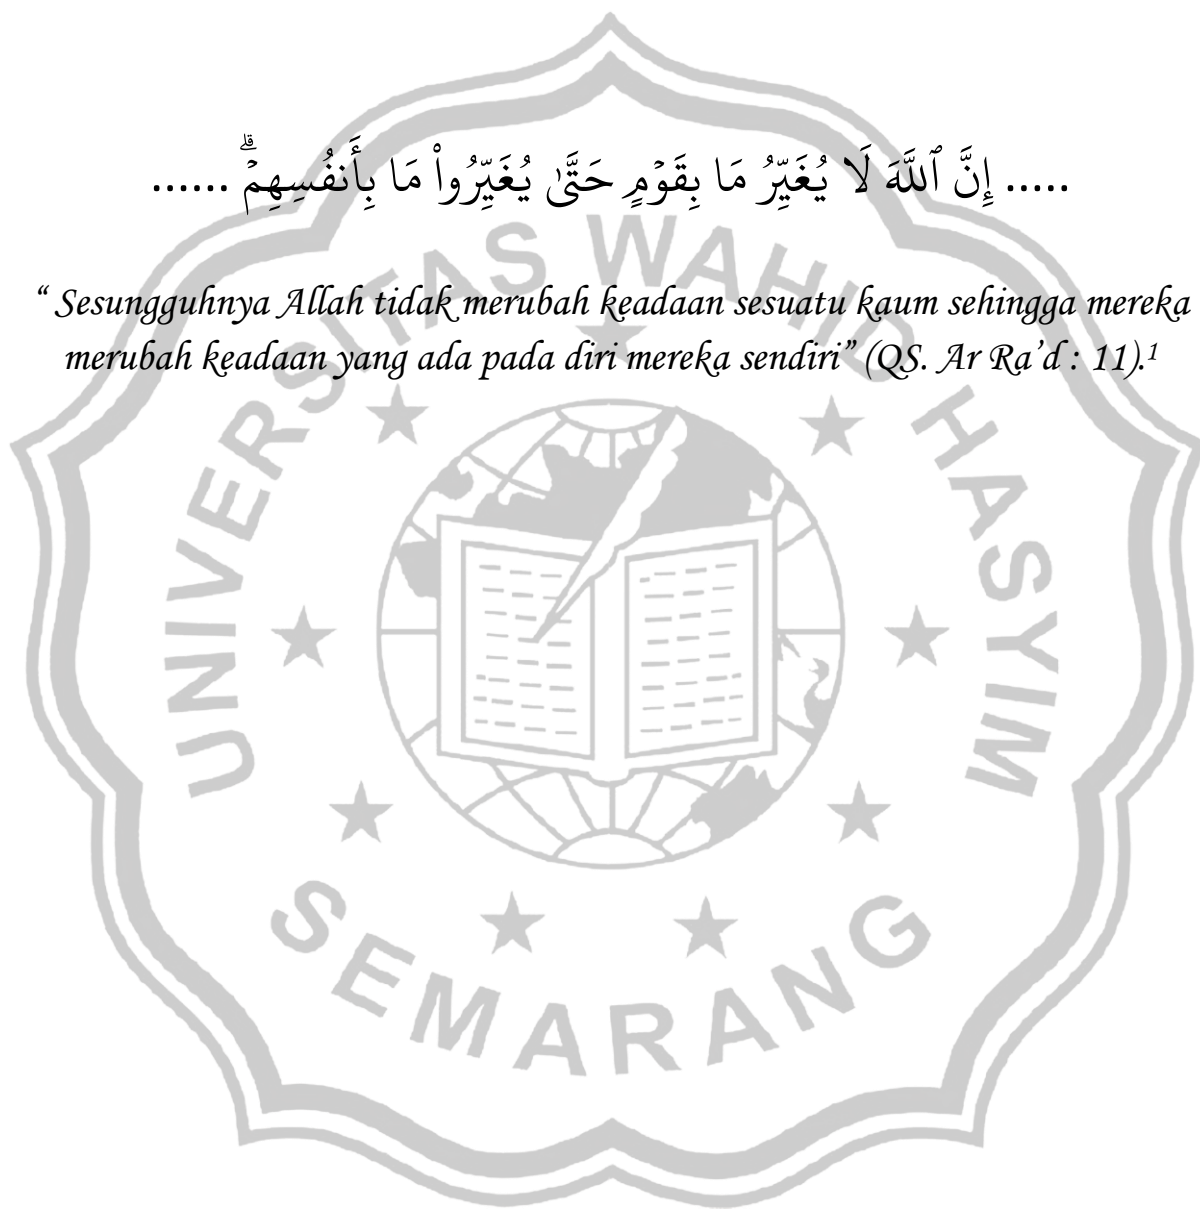 ..... إِنَّ ٱللَّهَ لَا يُغَيِّرُ مَا بِقَوۡمٍ حَتَّىٰ يُغَيِّرُواْ مَا بِأَنفُسِهِمۡۗ ......
“ Sesungguhnya Allah tidak merubah keadaan sesuatu kaum sehingga mereka
merubah keadaan yang ada pada diri mereka sendiri” (QS. Ar Ra’d : 11).¹
UNIVERSITAS WAHID HASYIM
SEMARANG